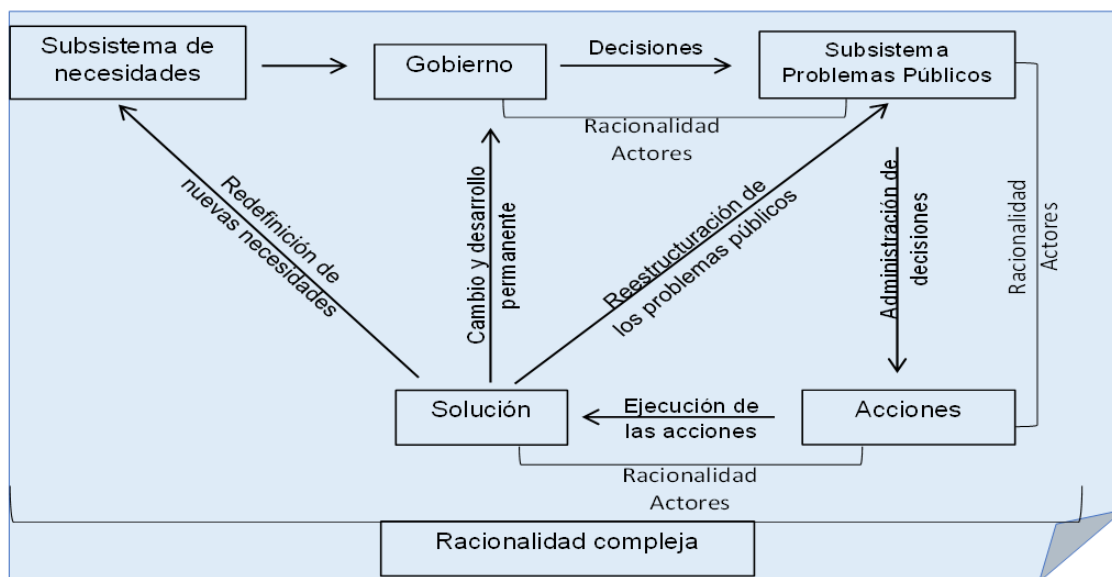 Subsistema de
necesidades
Gobierno
Decisiones
Subsistema
Problemas Públicos
Racionalidad
Actores
Redefinición de
nuevas necesidades
Cambio y desarrollo
permanente
Reestructuración de
los problemas públicos
Administración de
decisiones
Racionalidad
Actores
Solución
Ejecución de
las acciones
Acciones
Racionalidad
Actores
Racionalidad compleja